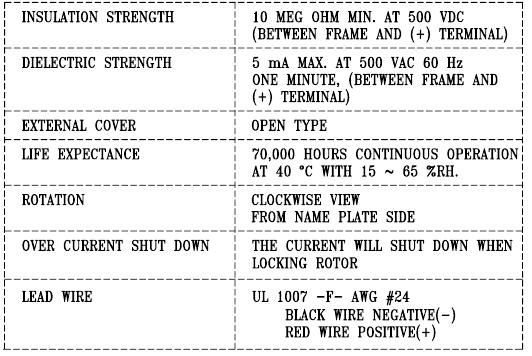 INSULATION STRENGTH
10 MEG OHM MIN. AT 500 VDC
(BETWEEN FRAME AND (+) TERMINAL)
DIELECTRIC STRENGTH
5 mA MAX. AT 500 VAC 60 Hz
ONE MINUTE, (BETWEEN FRAME AND
(+) TERMINAL)
EXTERNAL COVER
OPEN TYPE
LIFE EXPECTANCE
70,000 HOURS CONTINUOUS OPERATION
AT 40 °C WITH 15 ~ 65 %RH.
ROTATION
CLOCKWISE VIEW
FROM NAME PLATE SIDE
OVER CURRENT SHUT DOWN
THE CURRENT WILL SHUT DOWN WHEN
LOCKING ROTOR
LEAD WIRE
UL 1007 -F- AWG #24
BLACK WIRE NEGATIVE(-)
RED WIRE POSITIVE(+)